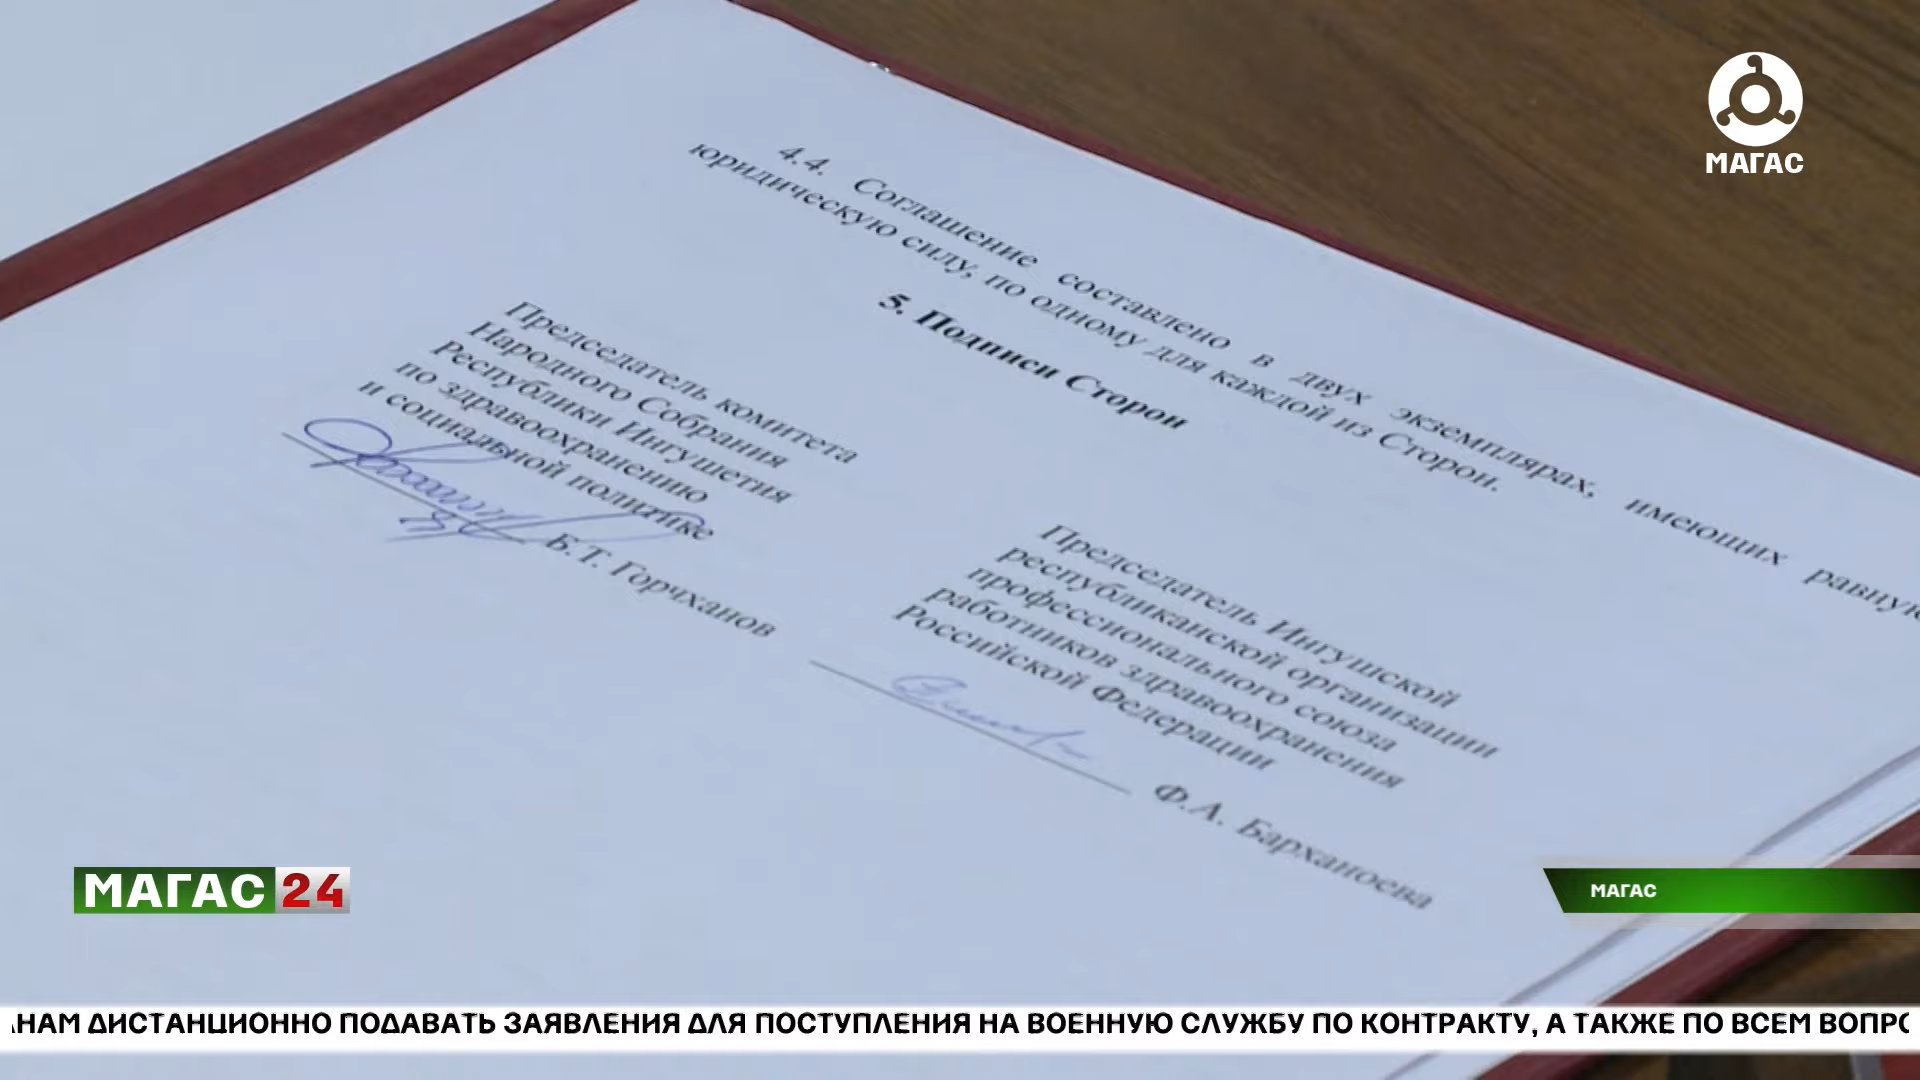 МАГАС
4.4. Соглашение составлено в двух экземплярах, имеющих равную
юридическую силу, по одному для каждой из Сторон.
5. Подписи Сторон
Председатель комитета
Народного Собрания
Республики Ингушетия
по здравоохранению
и социальной политике
Б.Т. Горчханов
Председатель Ингушской
республиканской организации
профессионального союза
работников здравоохранения
Российской Федерации
Ф.А. Барханоева
МАГАС 24
МАГАС
АНАМ ДИСТАНЦИОННО ПОДАВАТЬ ЗАЯВЛЕНИЯ ДЛЯ ПОСТУПЛЕНИЯ НА ВОЕННУЮ СЛУЖБУ ПО КОНТРАКТУ, А ТАКЖЕ ПО ВСЕМ ВОПРО